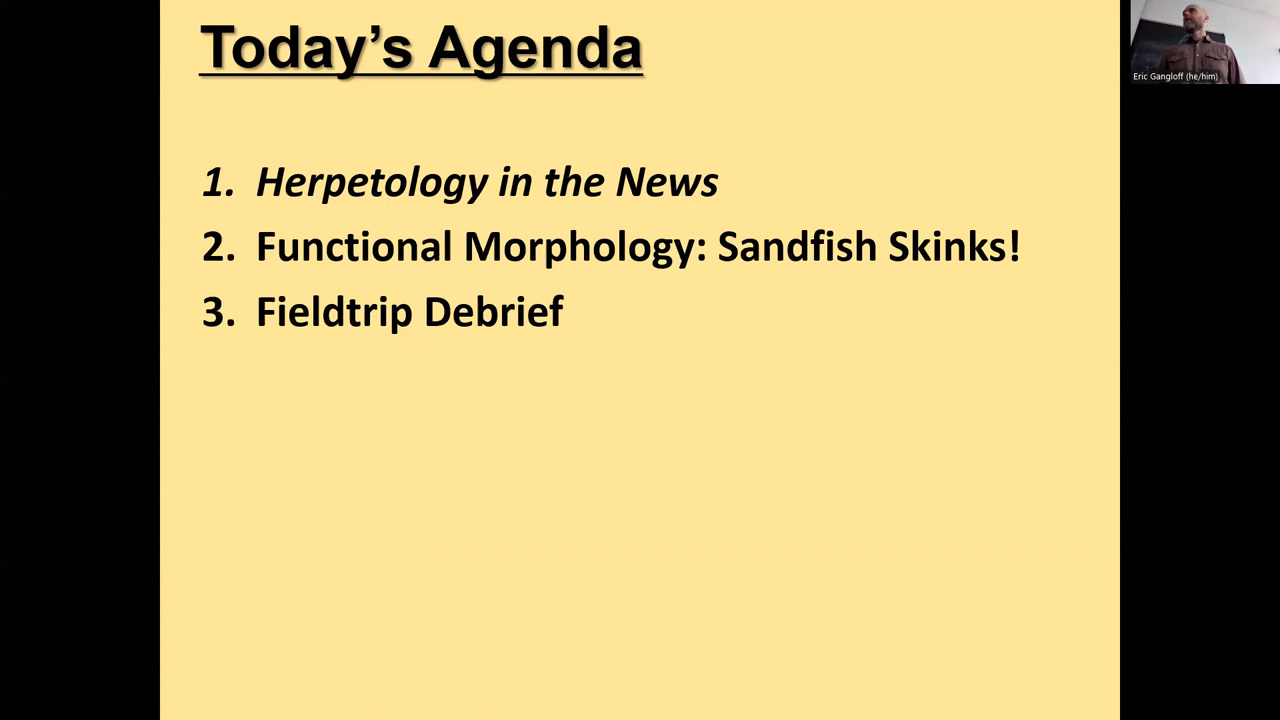 Today's Agenda
1. Herpetology in the News
2. Functional Morphology: Sandfish Skinks!
3. Fieldtrip Debrief
Eric Gangloff (he/him)